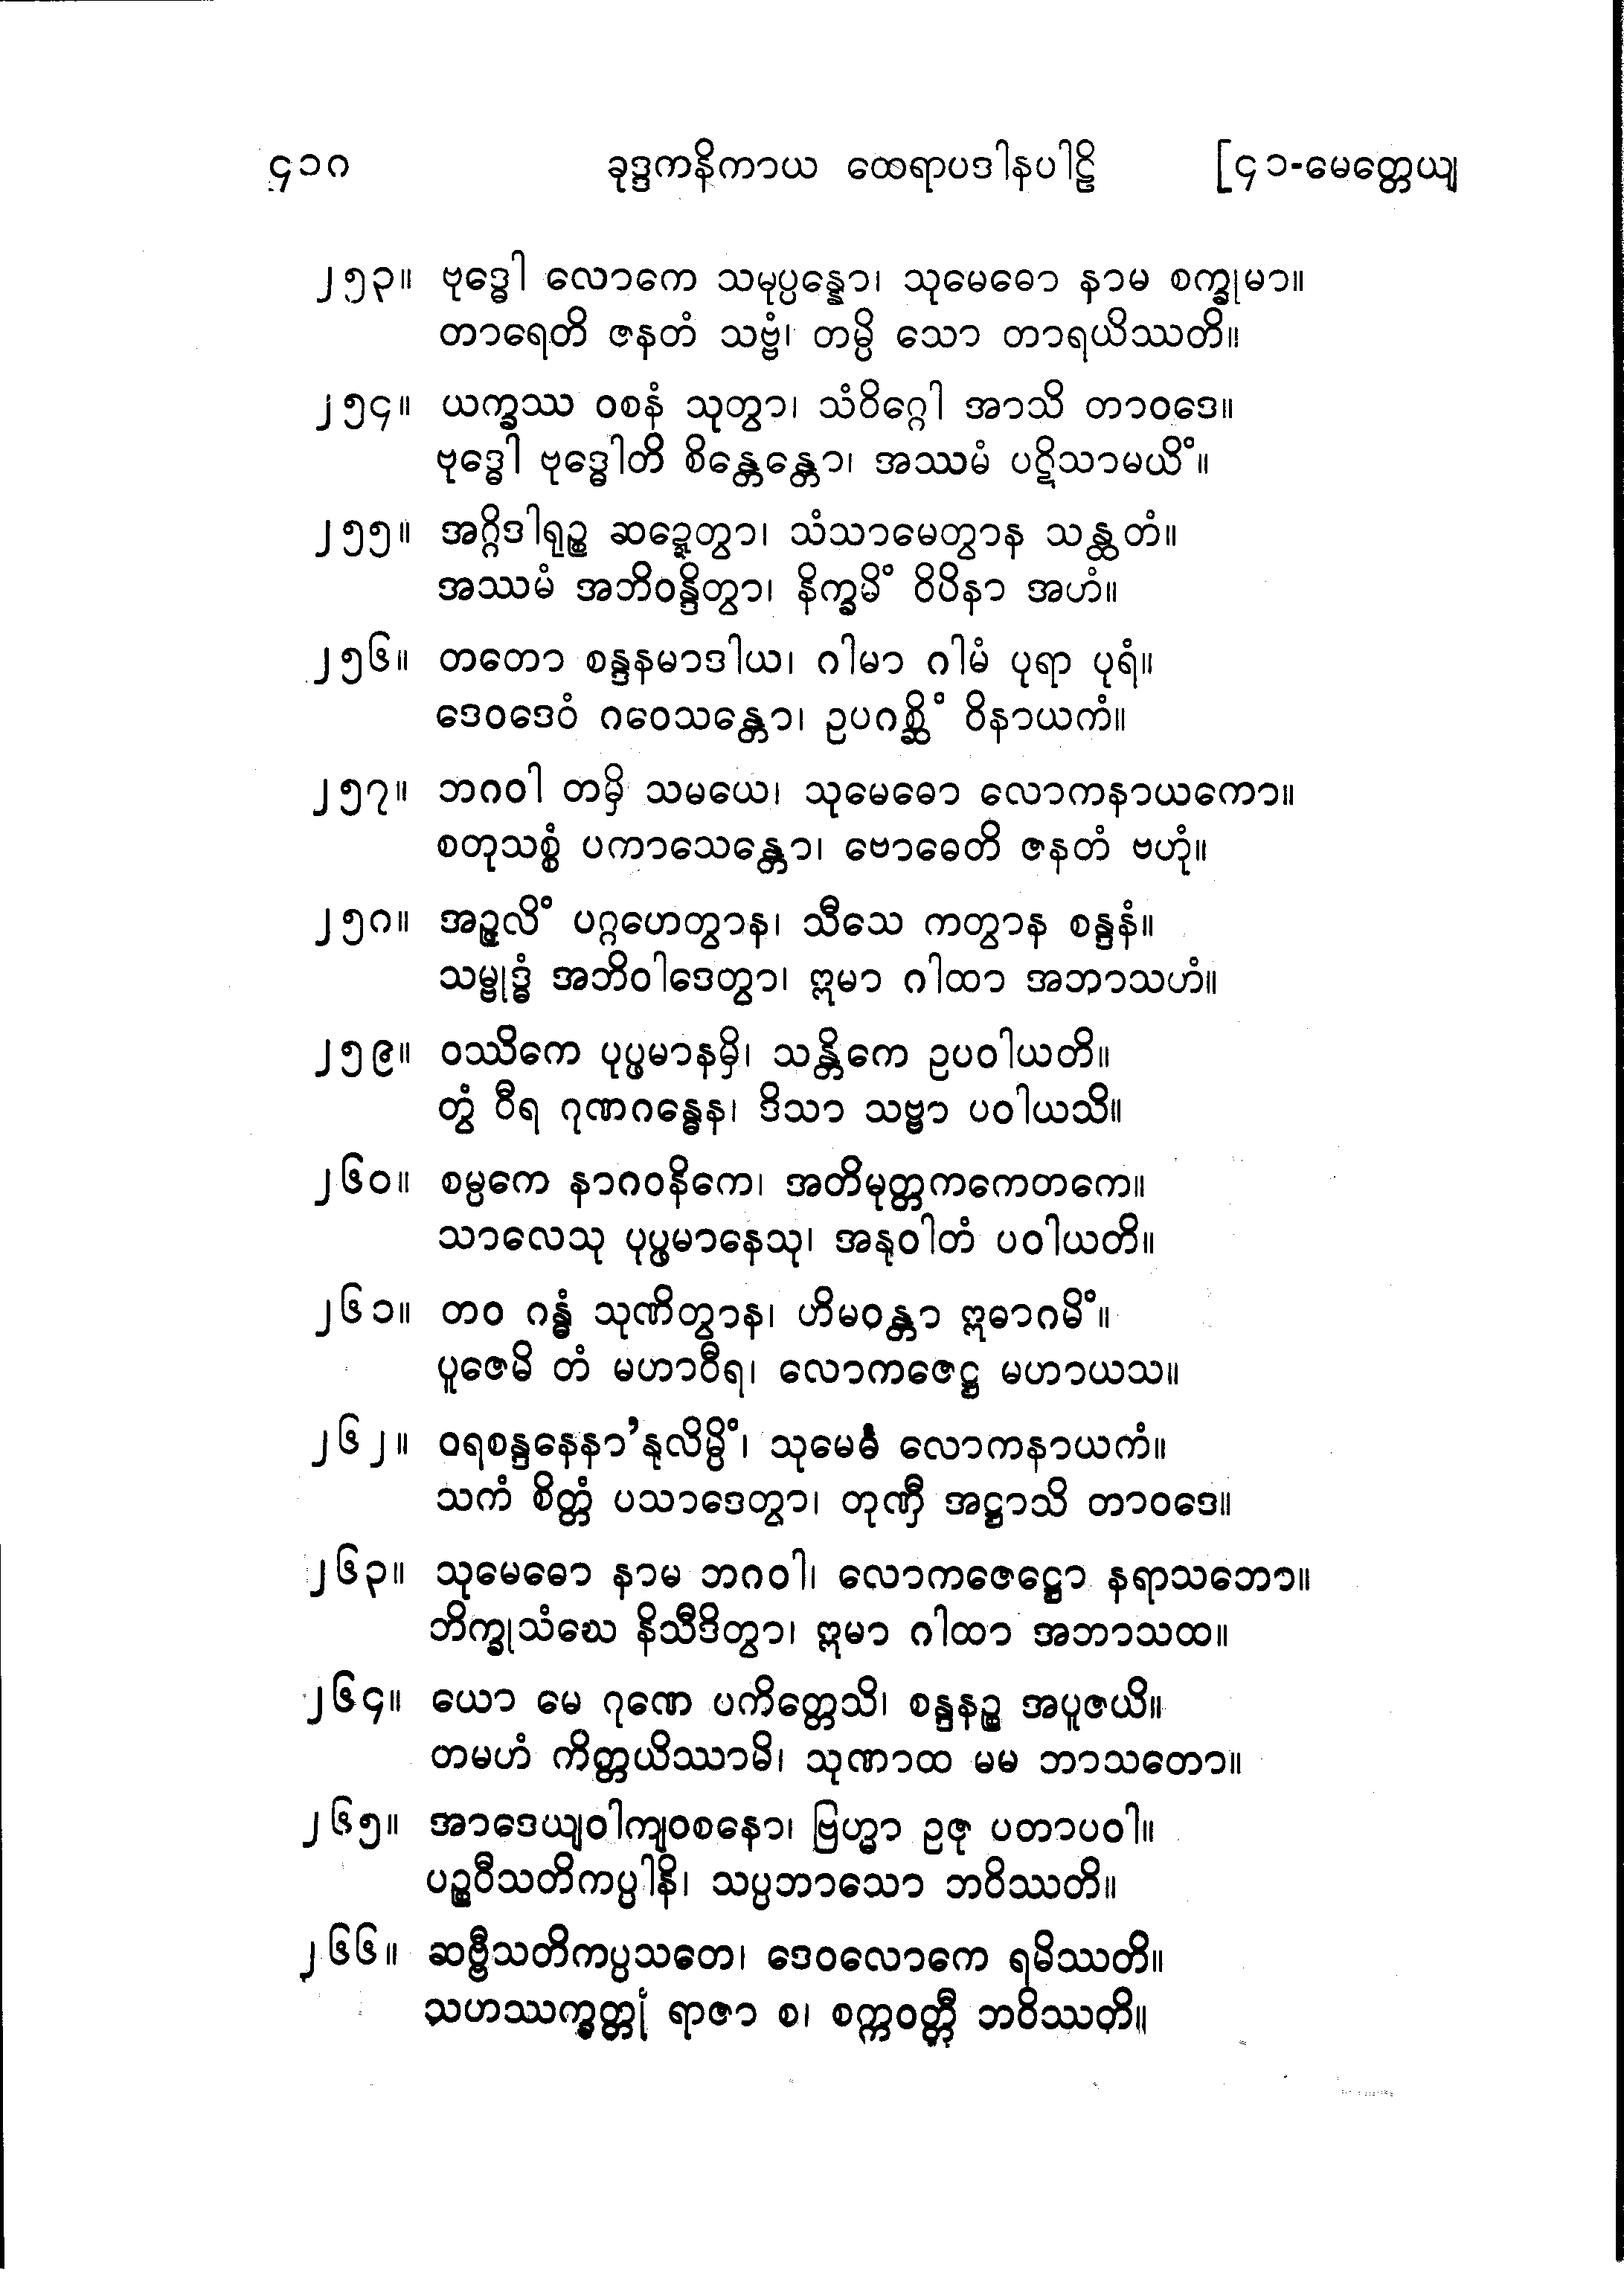 ၄၁၈ ခုဒ္ဒကနိကာယ ထေရာပဒါနပါဠိ [၄၁-မေတ္တေယျ
၂၅၃။ ဗုဒ္ဓေါ လောကေ သမုပ္ပန္နော၊ သုမေဓော နာမ စက္ခုမာ။
တာရေတိ ဇနတံ သဗ္ဗံ၊ တမ္ပိ သော တာရယိဿတိ။
၂၅၄။ ယက္ခဿ ဝစနံ သုတွာ၊ သံဝိဂ္ဂေါ အာသိ တာဝဒေ။
ဗုဒ္ဓေါ ဗုဒ္ဓေါတိ စိန္တေန္တော၊ အဿမံ ပဋိသာမယိံ။
၂၅၅။ အဂ္ဂိဒါရုဉ္စ ဆဍ္ဍေတွာ၊ သံသာမေတွာန သန္ထတံ။
အဿမံ အဘိဝန္ဒိတွာ၊ နိက္ခမိံ ဝိပိနာ အဟံ။
၂၅၆။ တတော စန္ဒနမာဒါယ၊ ဂါမာ ဂါမံ ပုရာ ပုရံ။
ဒေဝဒေဝံ ဂဝေသန္တော၊ ဥပဂစ္ဆိံ ဝိနာယကံ။
၂၅၇။ ဘဂဝါ တမှိ သမယေ၊ သုမေဓော လောကနာယကော။
စတုသစ္စံ ပကာသေန္တော၊ ဗောဓေတိ ဇနတံ ဗဟုံ။
၂၅၈။ အဉ္ဇလိံ ပဂ္ဂဟေတွာန၊ သီသေ ကတွာန စန္ဒနံ။
သမ္ဗုဒ္ဓံ အဘိဝါဒေတွာ၊ ဣမာ ဂါထာ အဘာသဟံ။
၂၅၉။ ဝဿိကေ ပုပ္ဖမာနမှိ၊ သန္တိကေ ဥပဝါယတိ။
တွံ ဝီရ ဂုဏဂန္ဓေန၊ ဒိသာ သဗ္ဗာ ပဝါယသိ။
၂၆၀။ စမ္ပကေ နာဂဝနိကေ၊ အတိမုတ္တကကေတကေ။
သာလေသု ပုပ္ဖမာနေသု၊ အနုဝါတံ ပဝါယတိ။
၂၆၁။ တဝ ဂန္ဓံ သုဏိတွာန၊ ဟိမဝန္တာ ဣဓာဂမိံ။
ပူဇေမိ တံ မဟာဝီရ၊ လောကဇေဋ္ဌ မဟာယသ။
၂၆၂။ ဝရစန္ဒနေနာ’နုလိမ္ပိံ၊ သုမေဓံ လောကနာယကံ။
သကံ စိတ္တံ ပသာဒေတွာ၊ တုဏှီ အဋ္ဌာသိ တာဝဒေ။
၂၆၃။ သုမေဓော နာမ ဘဂဝါ၊ လောကဇေဋ္ဌော နရာသဘော။
ဘိက္ခုသံဃေ နိသီဒိတွာ၊ ဣမာ ဂါထာ အဘာသထ။
၂၆၄။ ယော မေ ဂုဏေ ပကိတ္တေသိ၊ စန္ဒနဉ္စ အပူဇယိ။
တမဟံ ကိတ္တယိဿာမိ၊ သုဏာထ မမ ဘာသတော။
၂၆၅။ အာဒေယျဝါကျဝစနော၊ ဗြဟ္မာ ဥဇု ပတာပဝါ။
ပဉ္စဝီသတိကပ္ပါနိ၊ သပ္ပဘာသော ဘဝိဿတိ။
၂၆၆။ ဆဗ္ဗီသတိကပ္ပသတေ၊ ဒေဝလောကေ ရမိဿတိ။
သဟဿက္ခတ္တုံ ရာဇာ စ၊ စက္ကဝတ္တီ ဘဝိဿတိ။